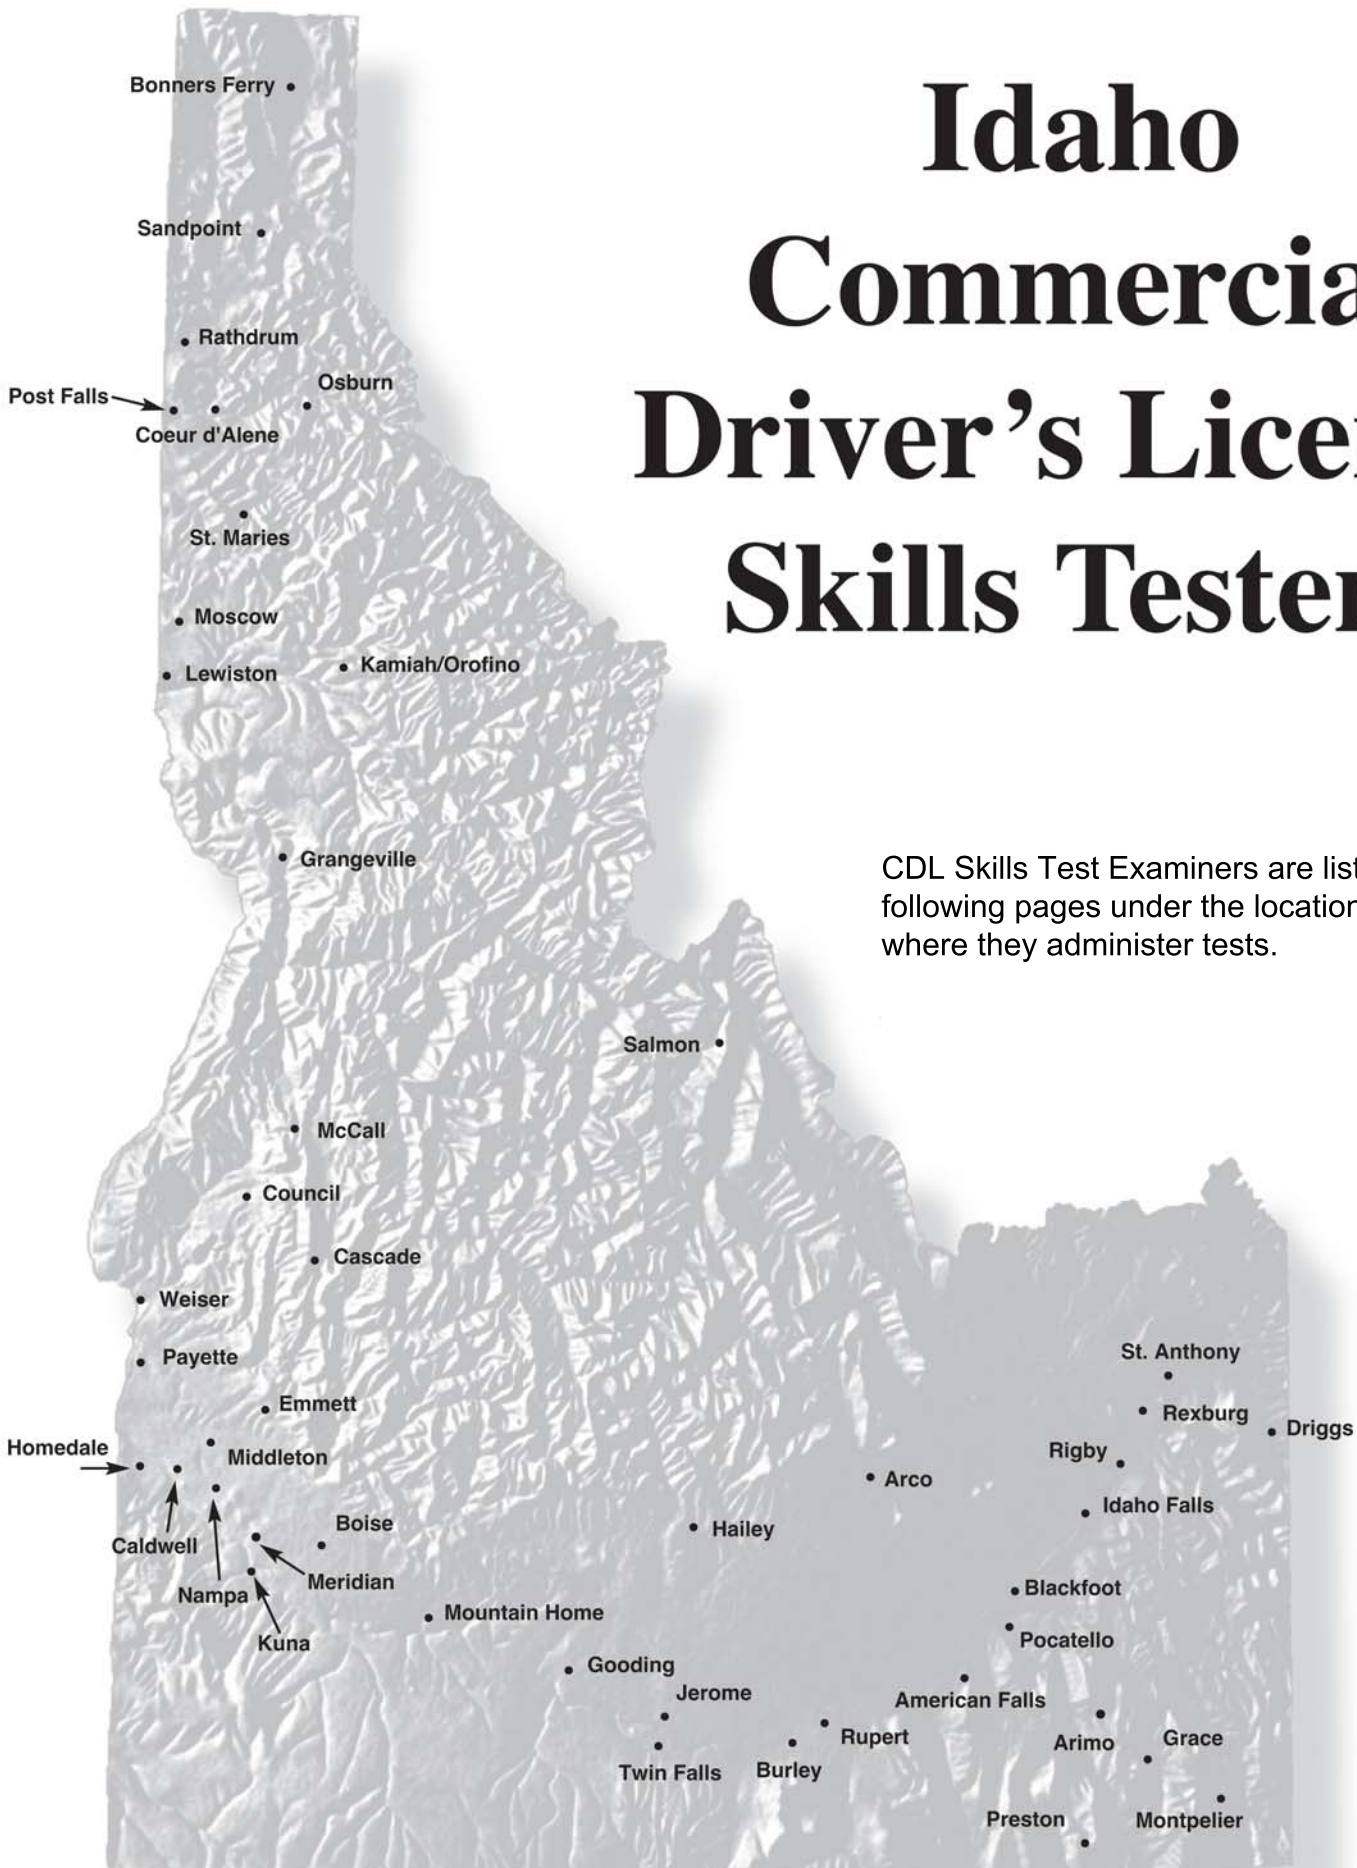 Idaho
Commercia
Driver’s Lice
Skills Teste
CDL Skills Test Examiners are list
following pages under the location
where they administer tests.
Bonners Ferry
Sandpoint
Rathdrum
Post Falls
Osburn
Coeur d'Alene
St. Maries
Moscow
Kamiah/Orofino
Lewiston
Grangeville
Salmon
McCall
Council
Cascade
Weiser
Payette
Emmett
Homedale
Middleton
Caldwell
Boise
Nampa
Meridian
Kuna
Mountain Home
St. Anthony
Rexburg
Driggs
Rigby
Arco
Idaho Falls
Hailey
Blackfoot
Pocatello
Gooding
Jerome
American Falls
Rupert
Arimo
Grace
Twin Falls
Burley
Preston
Montpelier